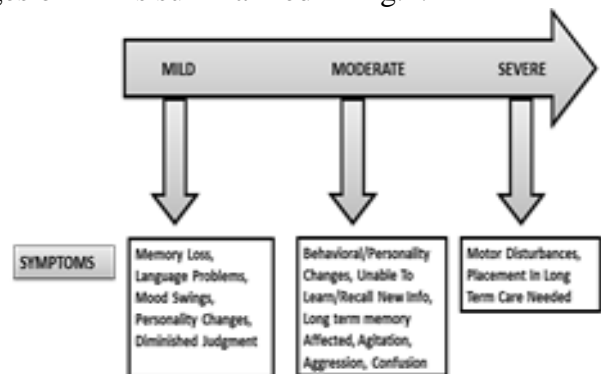 MILD MODERATE SEVERE
SYMPTOMS
Memory Loss,
Language Problems,
Mood Swings,
Personality Changes,
Diminished Judgment
Behavioral/Personality
Changes, Unable To
Learn/Recall New Info,
Long term memory
Affected, Agitation,
Aggression, Confusion
Motor Disturbances,
Placement In Long
Term Care Needed